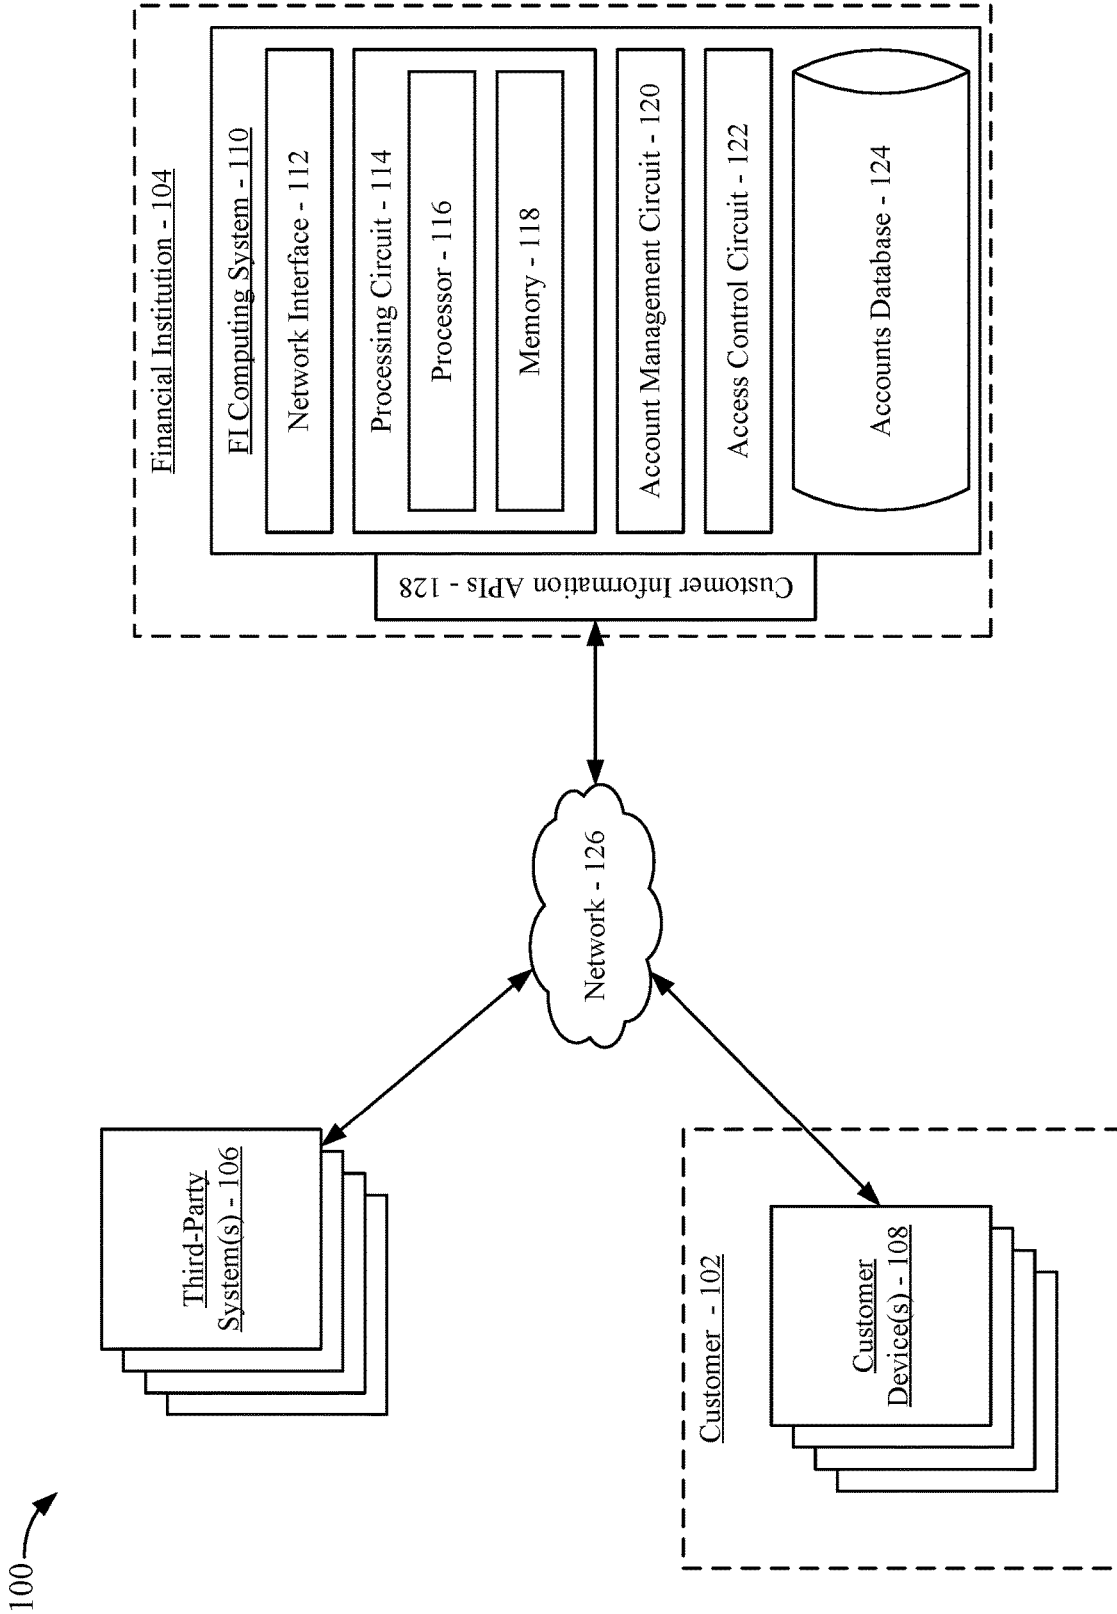 100
Third-Party
System(s) - 106
Customer - 102
Customer
Device(s) - 108
Network - 126
Financial Institution - 104
FI Computing System - 110
Network Interface - 112
Processing Circuit - 114
Processor - 116
Memory - 118
Account Management Circuit - 120
Access Control Circuit - 122
Accounts Database - 124
Customer Information APIs - 128